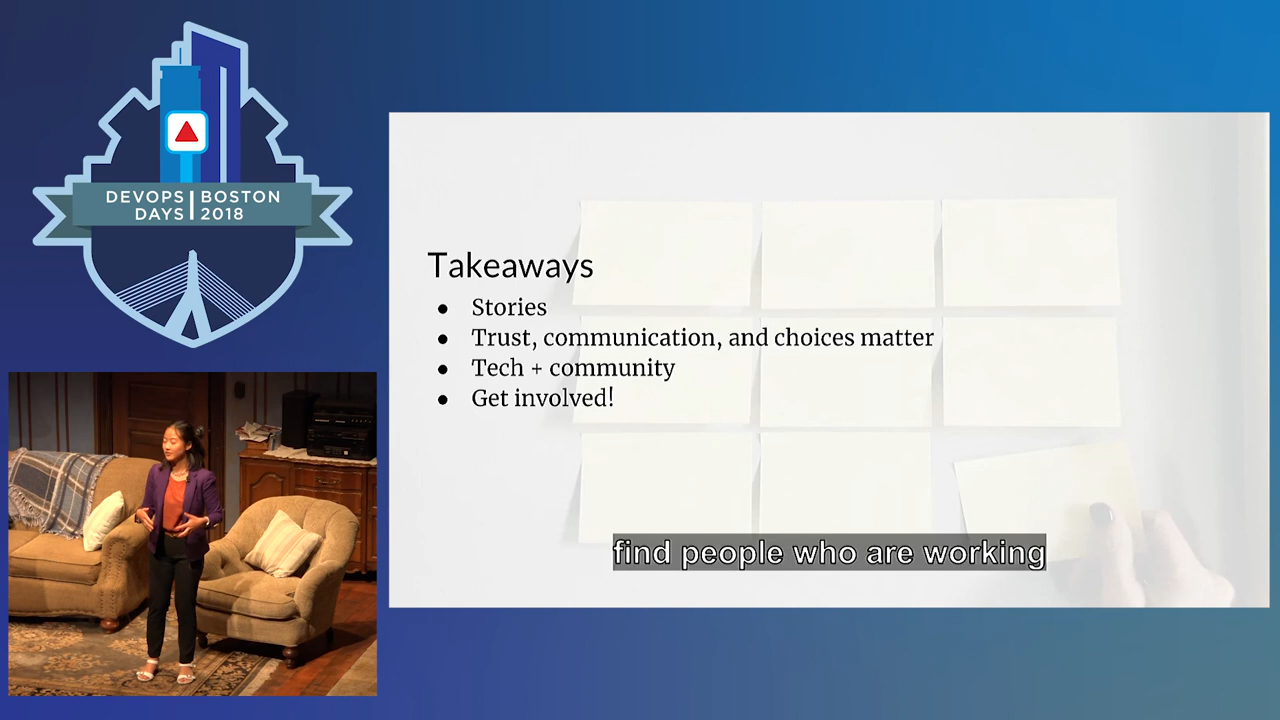 DEVOPS DAYS
BOSTON 2018
Takeaways
● Stories
● Trust, communication, and choices matter
● Tech + community
● Get involved!
find people who are working